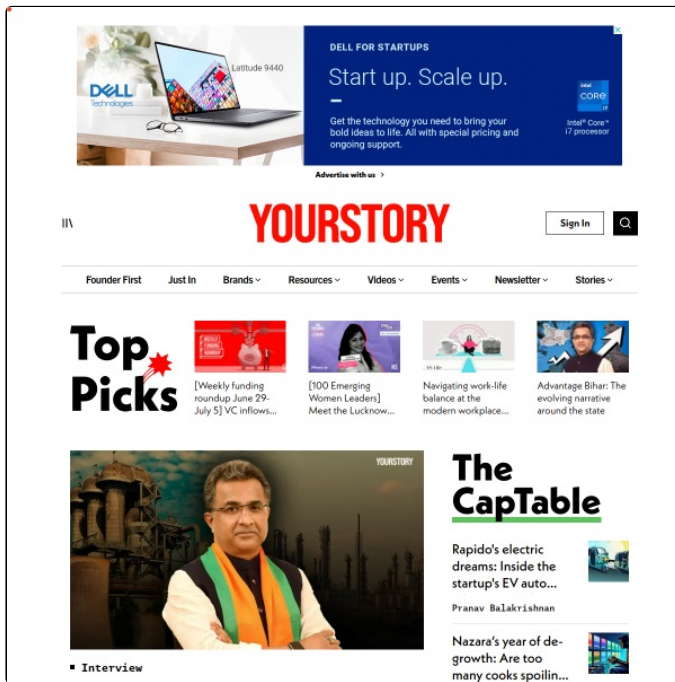 DELL
Technologies
Latitude 9440
DELL FOR STARTUPS
Start up. Scale up.
Get the technology you need to bring your
bold ideas to life. All with special pricing and
ongoing support.
intel
CORE
i7
Intel® Core™
i7 processor
Advertise with us >
YOURSTORY
Sign In
Founder First
Just In
Brands
Resources
Videos
Events
Newsletter
Stories
Top
Picks
WEEKLY
FUNDING
ROUNDUP
[Weekly funding
roundup June 29-
July 5] VC inflows...
[100 Emerging
Women Leaders]
Meet the Lucknow...
Navigating work-life
balance at the
modern workplace...
Advantage Bihar: The
evolving narrative
around the state
YOURSTORY
Interview
The
CapTable
Rapido's electric
dreams: Inside the
startup's EV auto...
Pranav Balakrishnan
Nazara's year of de-
growth: Are too
many cooks spoilin...